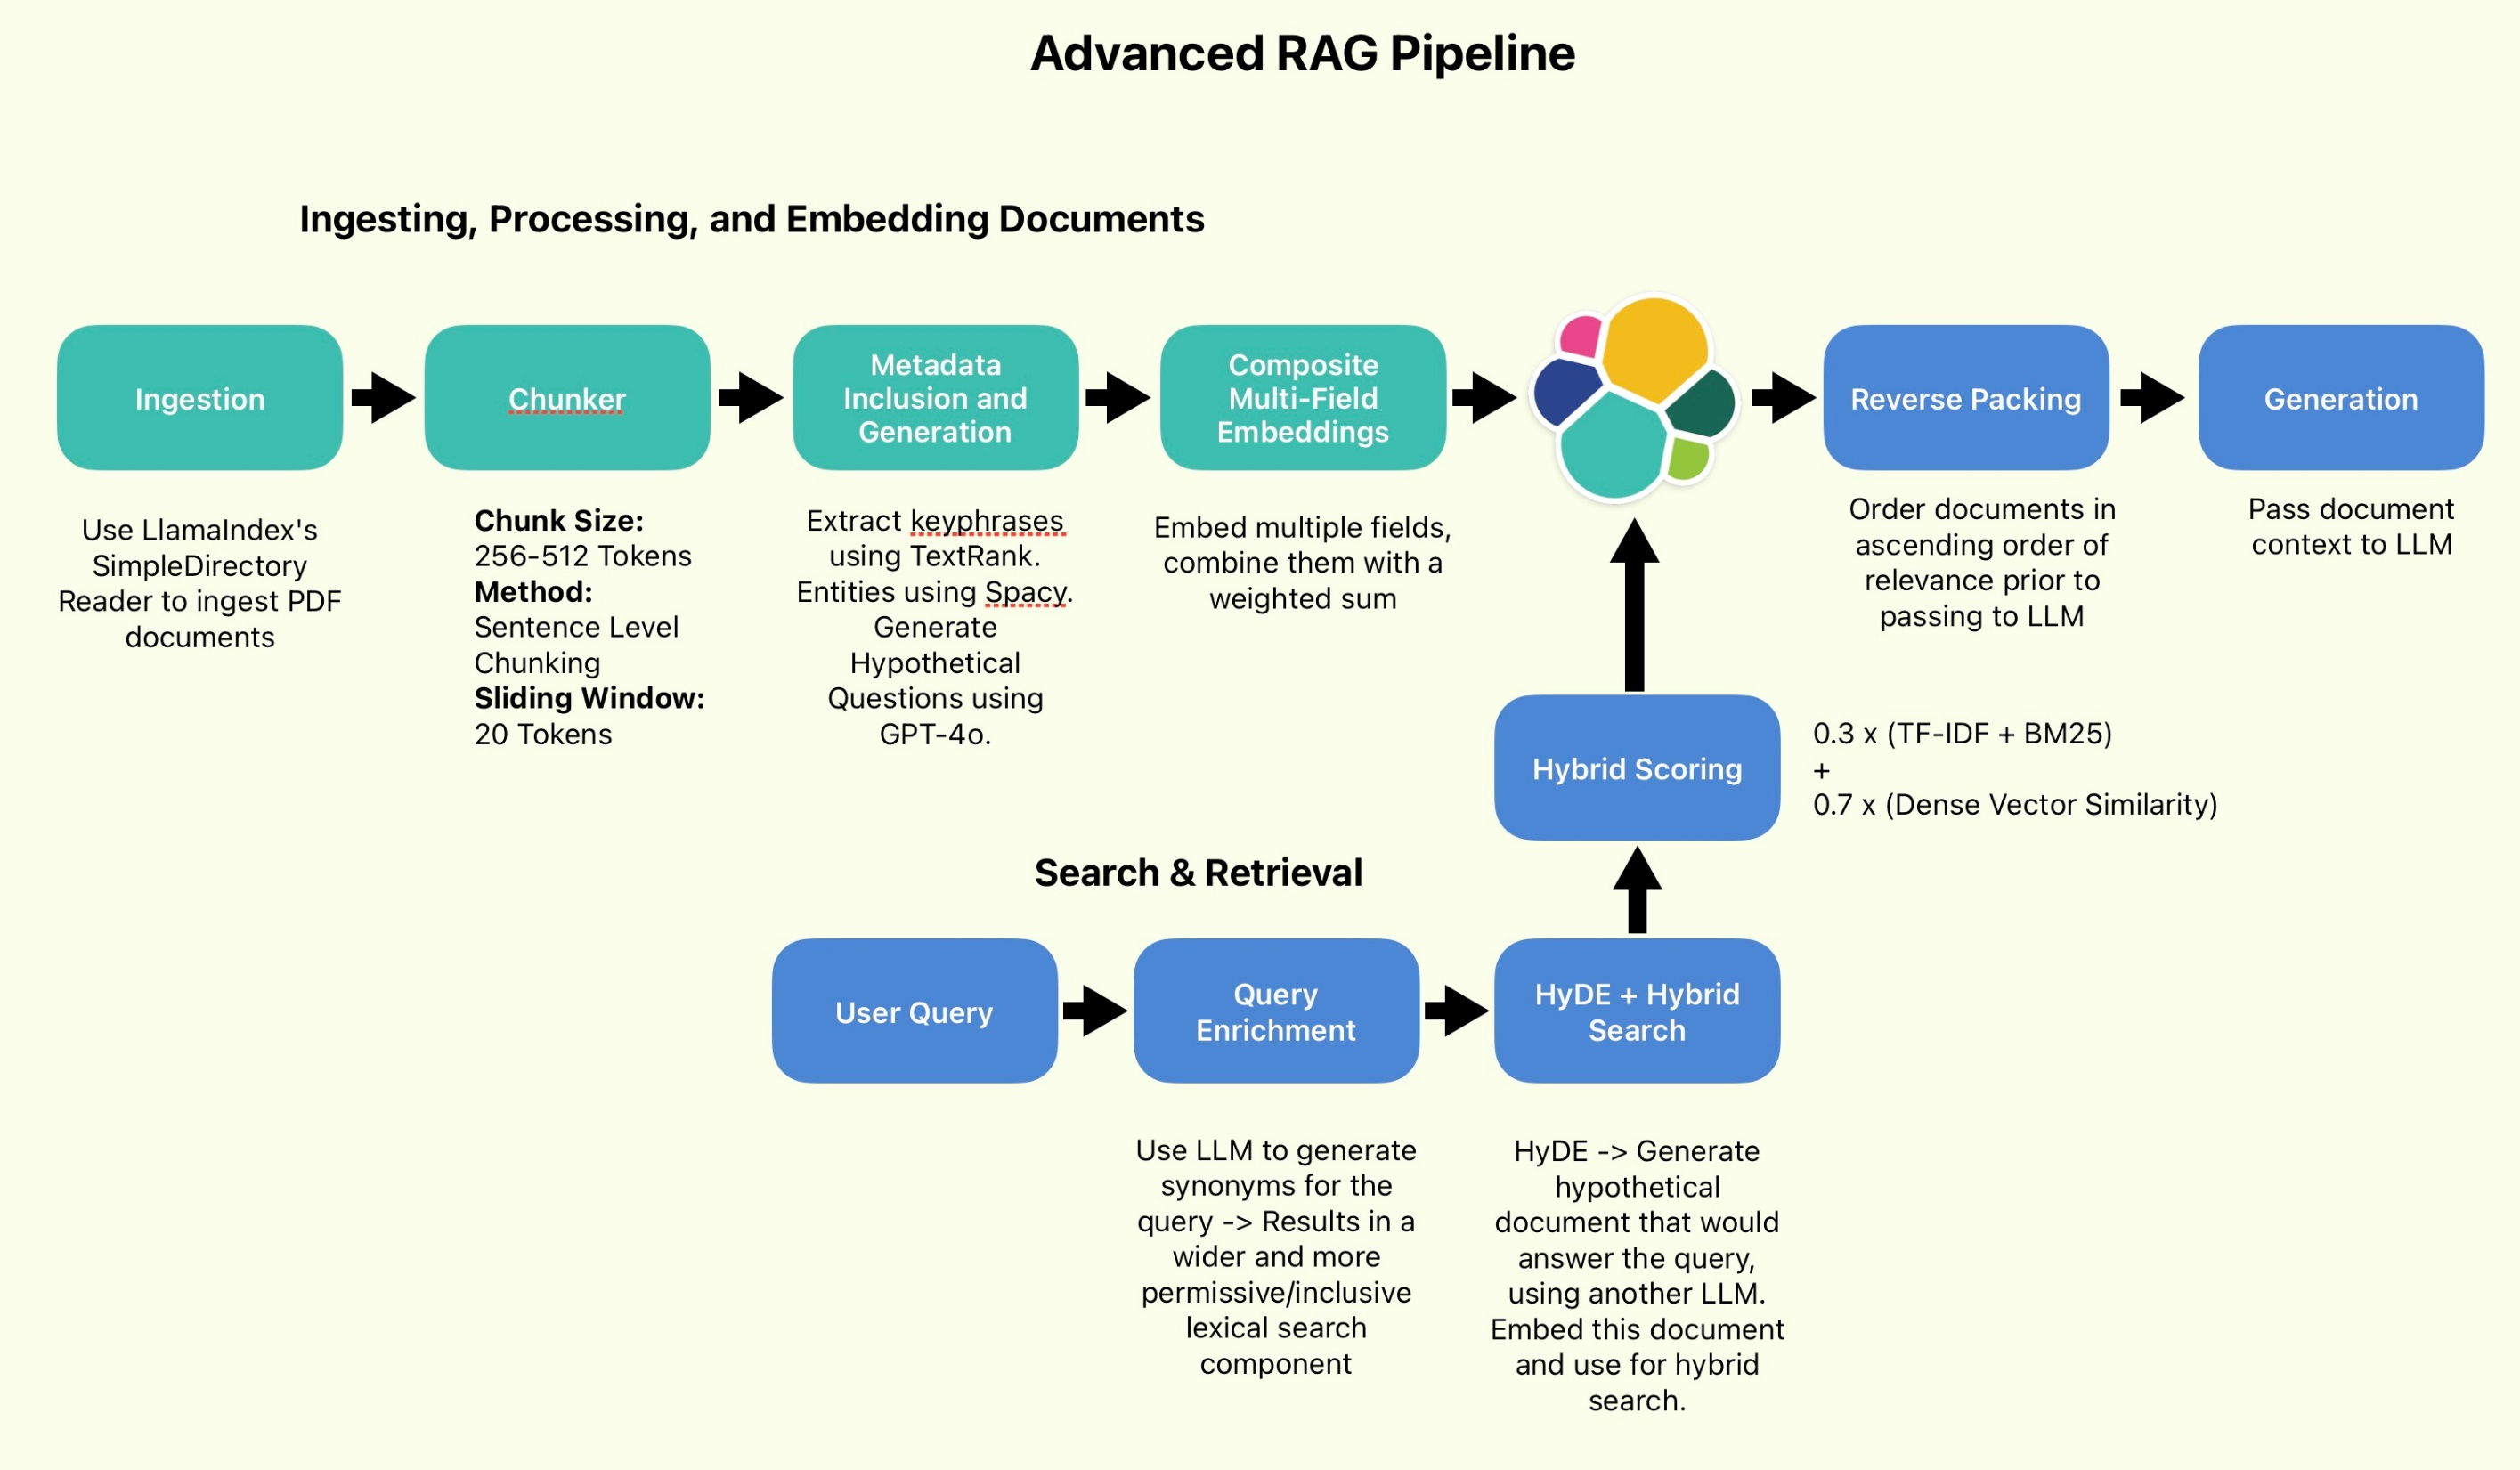 Advanced RAG Pipeline
Ingesting, Processing, and Embedding Documents
Ingestion
Use LlamaIndex's
SimpleDirectory
Reader to ingest PDF
documents
Chunker
Chunk Size:
256-512 Tokens
Method:
Sentence Level
Chunking
Sliding Window:
20 Tokens
Metadata
Inclusion and
Generation
Extract keyphrases
using TextRank.
Entities using Spacy.
Generate
Hypothetical
Questions using
GPT-4o.
Composite
Multi-Field
Embeddings
Embed multiple fields,
combine them with a
weighted sum
Reverse Packing
Order documents in
ascending order of
relevance prior to
passing to LLM
Generation
Pass document
context to LLM
Hybrid Scoring
0.3 x (TF-IDF + BM25)
+
0.7 x (Dense Vector Similarity)
Search & Retrieval
User Query
Query
Enrichment
Use LLM to generate
synonyms for the
query -> Results in a
wider and more
permissive/inclusive
lexical search
component
HyDE + Hybrid
Search
HyDE -> Generate
hypothetical
document that would
answer the query,
using another LLM.
Embed this document
and use for hybrid
search.